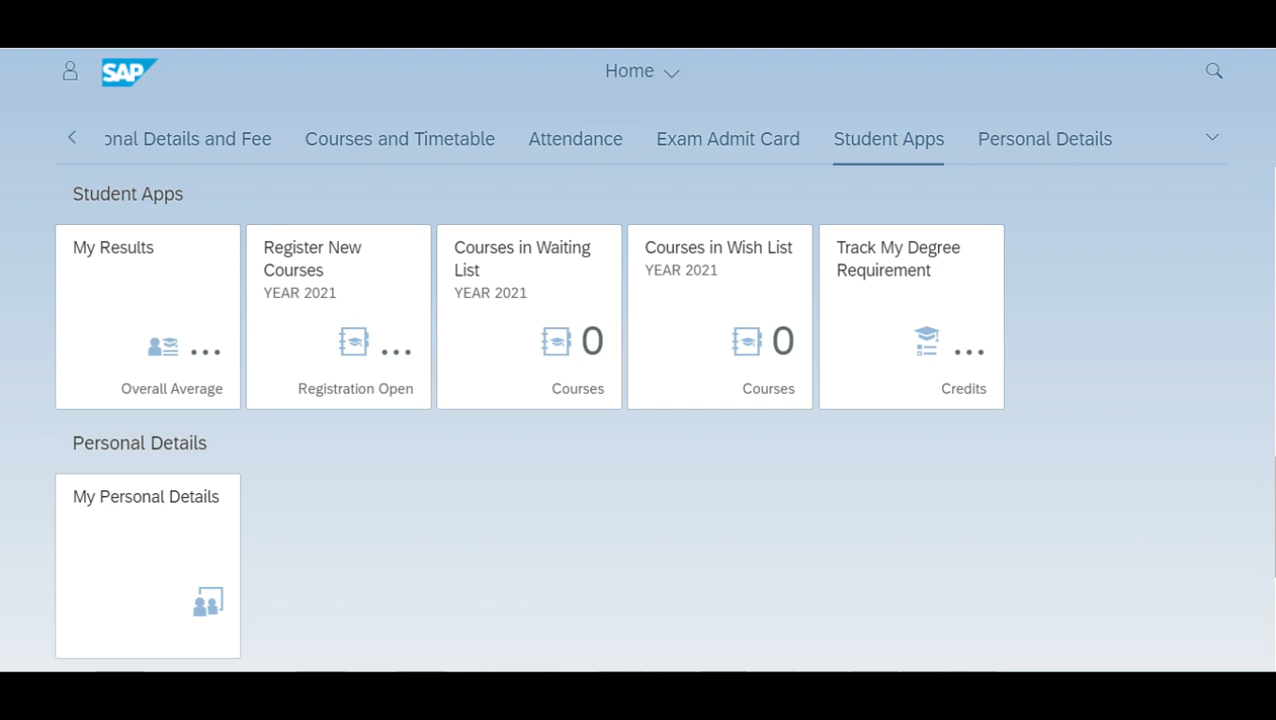 SAP
Home
onal Details and Fee
Courses and Timetable
Attendance
Exam Admit Card
Student Apps
Personal Details
Student Apps
My Results
...
Overall Average
Register New
Courses
YEAR 2021
...
Registration Open
Courses in Waiting
List
YEAR 2021
0
Courses
Courses in Wish List
YEAR 2021
0
Courses
Track My Degree
Requirement
...
Credits
Personal Details
My Personal Details